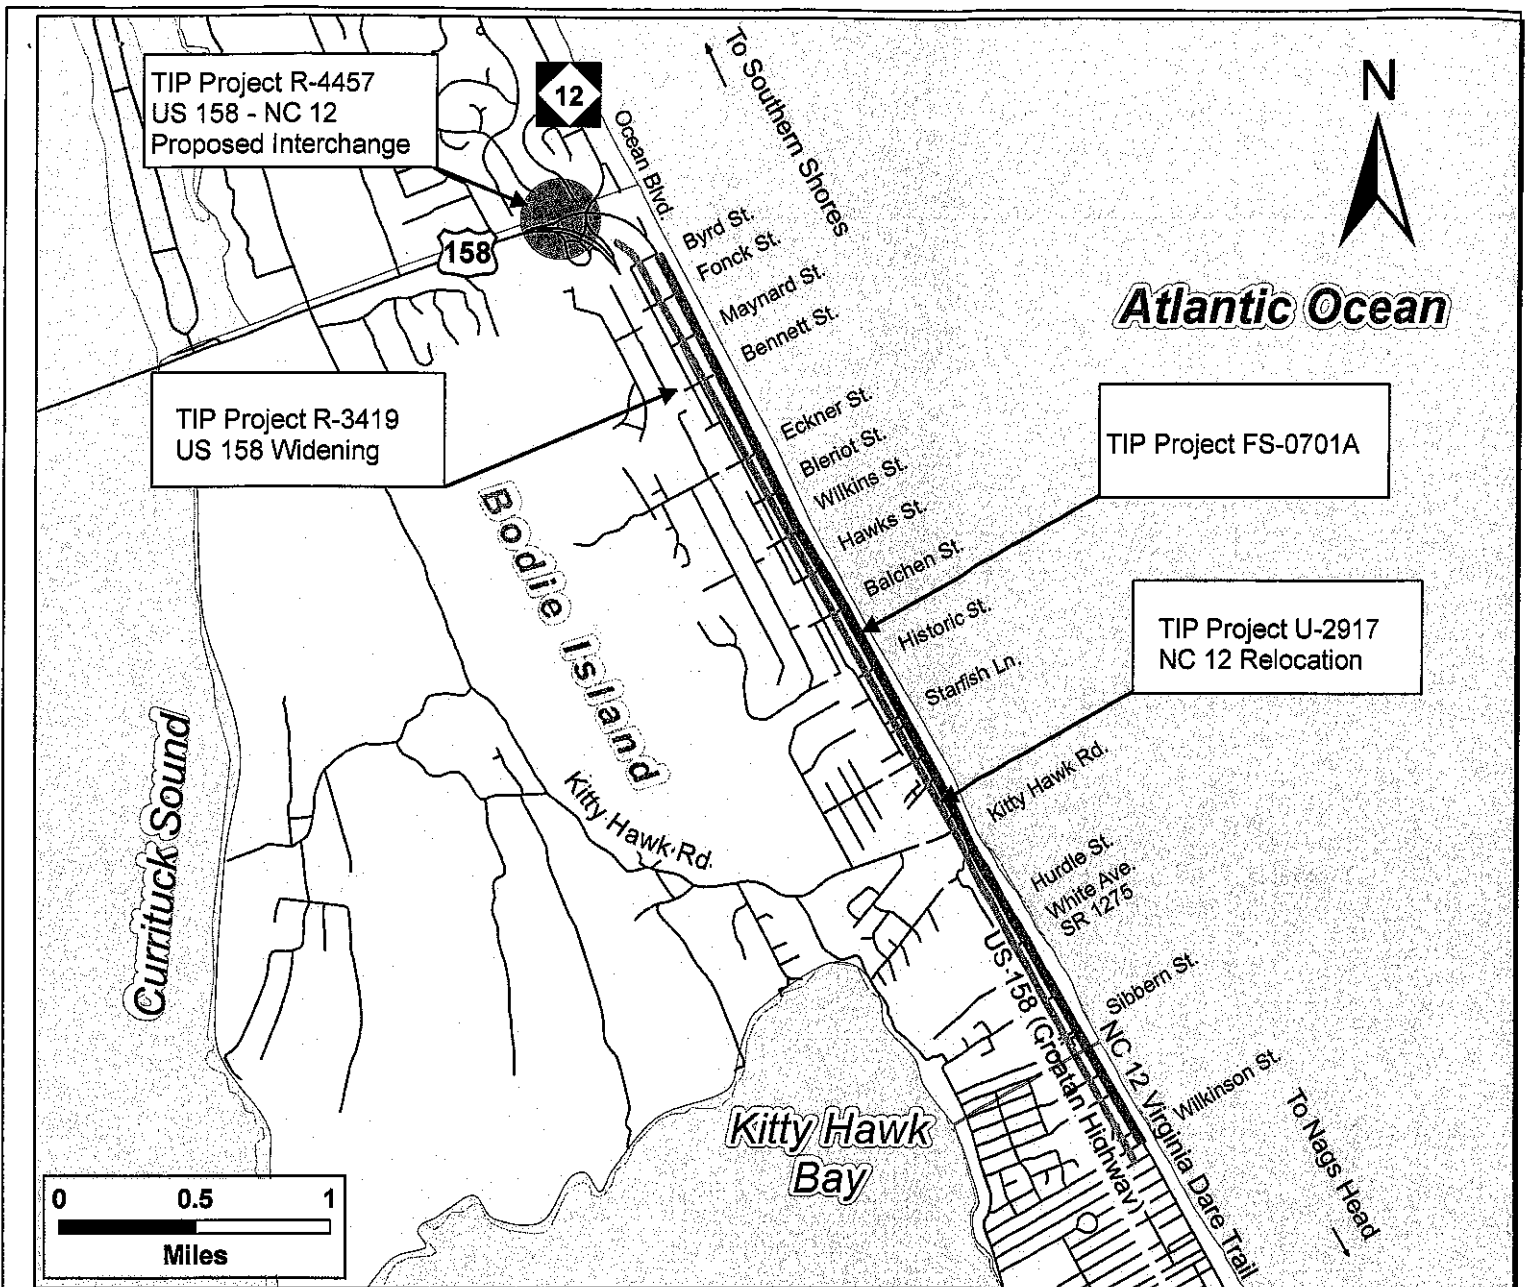 TIP Project R-4457
US 158 - NC 12
Proposed Interchange
12
To Southern Shores
N
Ocean Blvd.
158
Byrd St.
Fonck St.
Maynard St.
Bennett St.
Atlantic Ocean
TIP Project R-3419
US 158 Widening
Eckner St.
Bleriot St.
Wilkins St.
Hawks St.
Balchen St.
Historic St.
Starfish Ln.
TIP Project FS-0701A
TIP Project U-2917
NC 12 Relocation
Bodie Island
Currituck Sound
Kitty Hawk Rd.
Kitty Hawk Rd.
Hurdle St.
White Ave.
SR 1275
Sibbern St.
Wilkinson St.
US 158 (Croatan Highway)
NC 12 Virginia Dare Trail
To Nags Head
Kitty Hawk
Bay
0 0.5 1
Miles